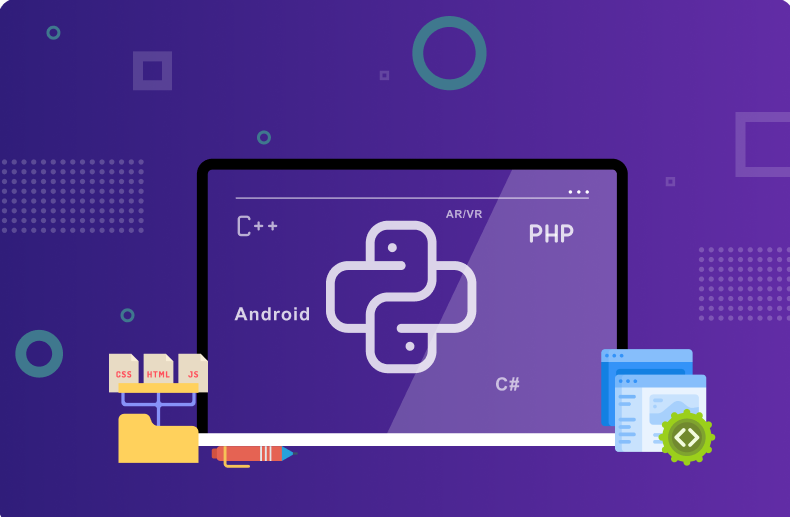 AR/VR
C++
PHP
Android
CSS HTML JS
C#